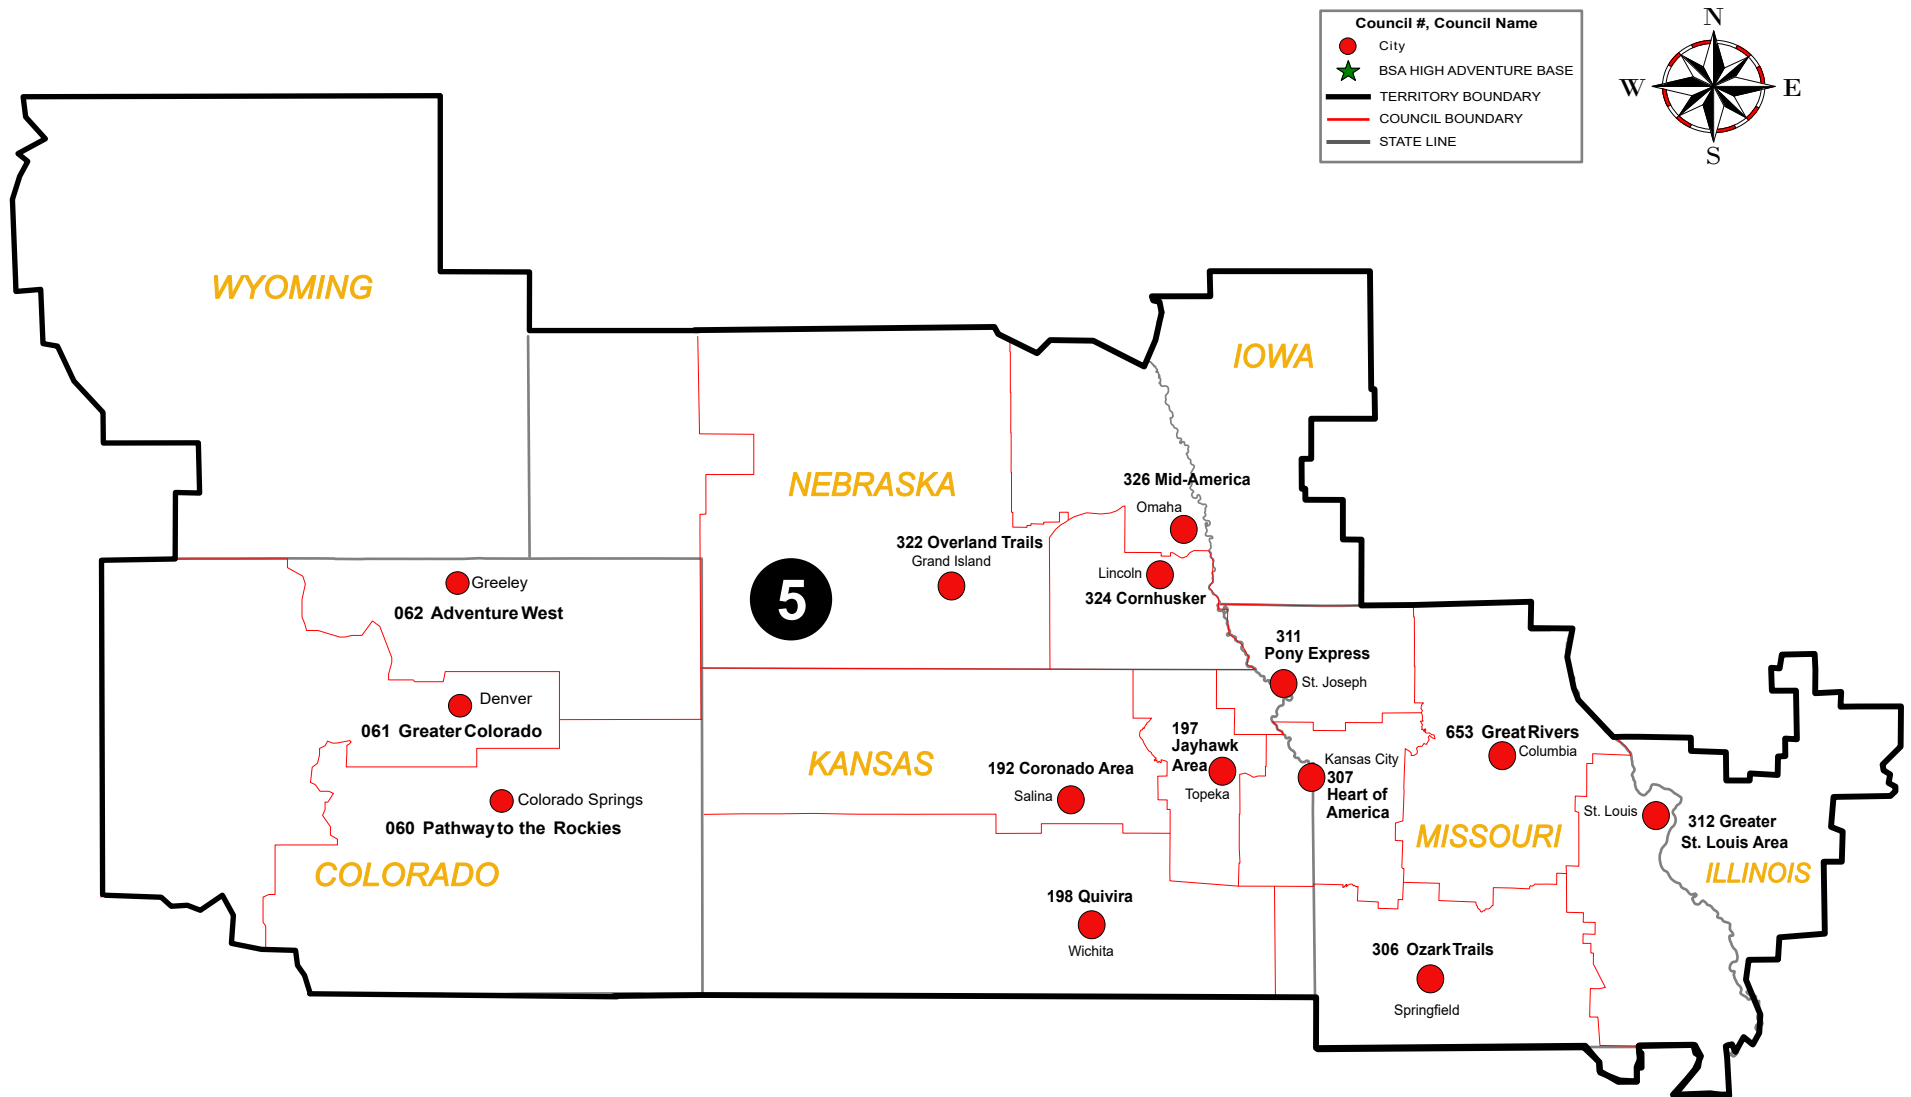 Council #, Council Name
City
BSA HIGH ADVENTURE BASE
TERRITORY BOUNDARY
COUNCIL BOUNDARY
STATE LINE
N
W
E
S
WYOMING
IOWA
NEBRASKA
326 Mid-America
Omaha
322 Overland Trails
Grand Island
Lincoln
324 Cornhusker
5
Greeley
062 Adventure West
311
Pony Express
St. Joseph
Denver
061 Greater Colorado
KANSAS
192 Coronado Area
Salina
197
Jayhawk
Area
Topeka
Kansas City
307
Heart of
America
653 Great Rivers
Columbia
Colorado Springs
060 Pathway to the Rockies
COLORADO
MISSOURI
St. Louis
312 Greater
St. Louis Area
ILLINOIS
198 Quivira
Wichita
306 Ozark Trails
Springfield